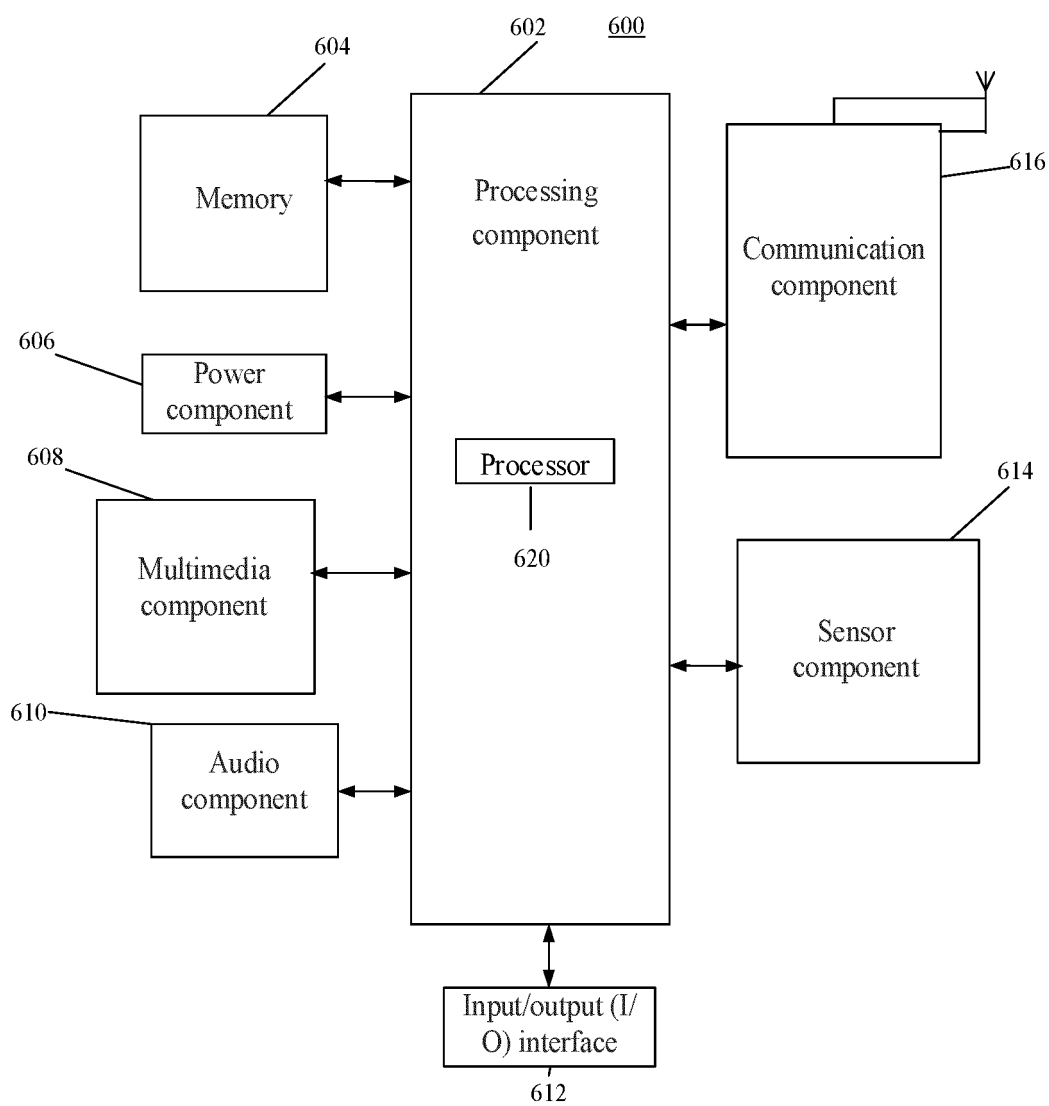 602
600
604
616
Memory
Processing
component
Communication
component
606
Power
component
608
Processor
620
614
Multimedia
component
Sensor
component
610
Audio
component
Input/output (I/
O) interface
612